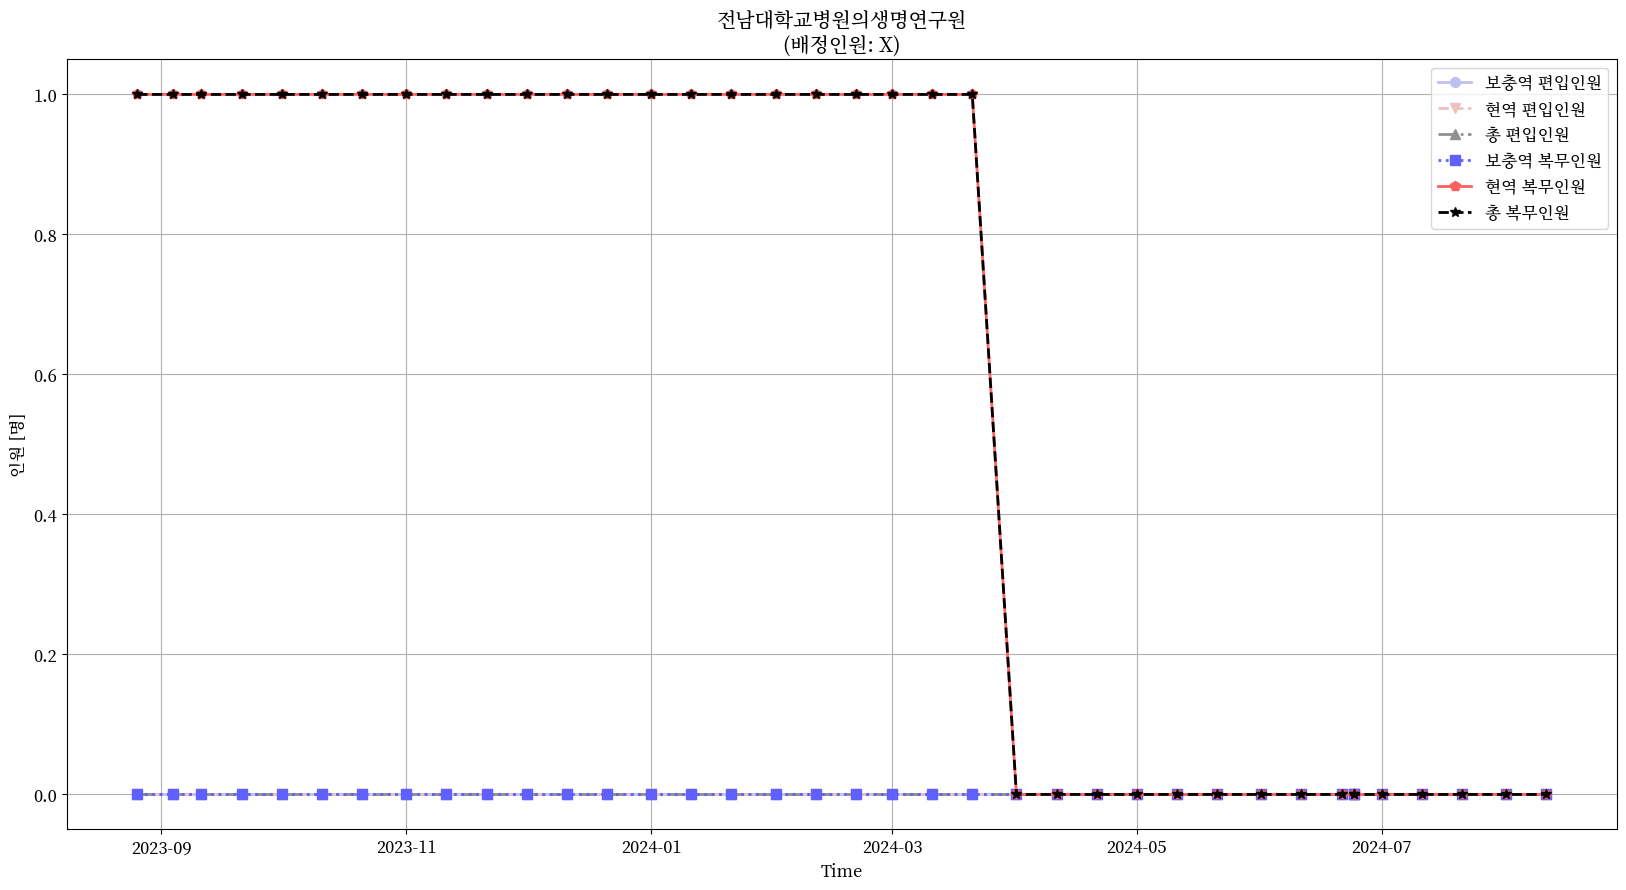 전남대학교병원의생명연구원
(배정인원: X)
보충역 편입인원
현역 편입인원
총 편입인원
보충역 복무인원
현역 복무인원
총 복무인원
1.0
0.8
0.6
0.4
0.2
0.0
인원 [명]
2023-09
2023-11
2024-01
2024-03
2024-05
2024-07
Time